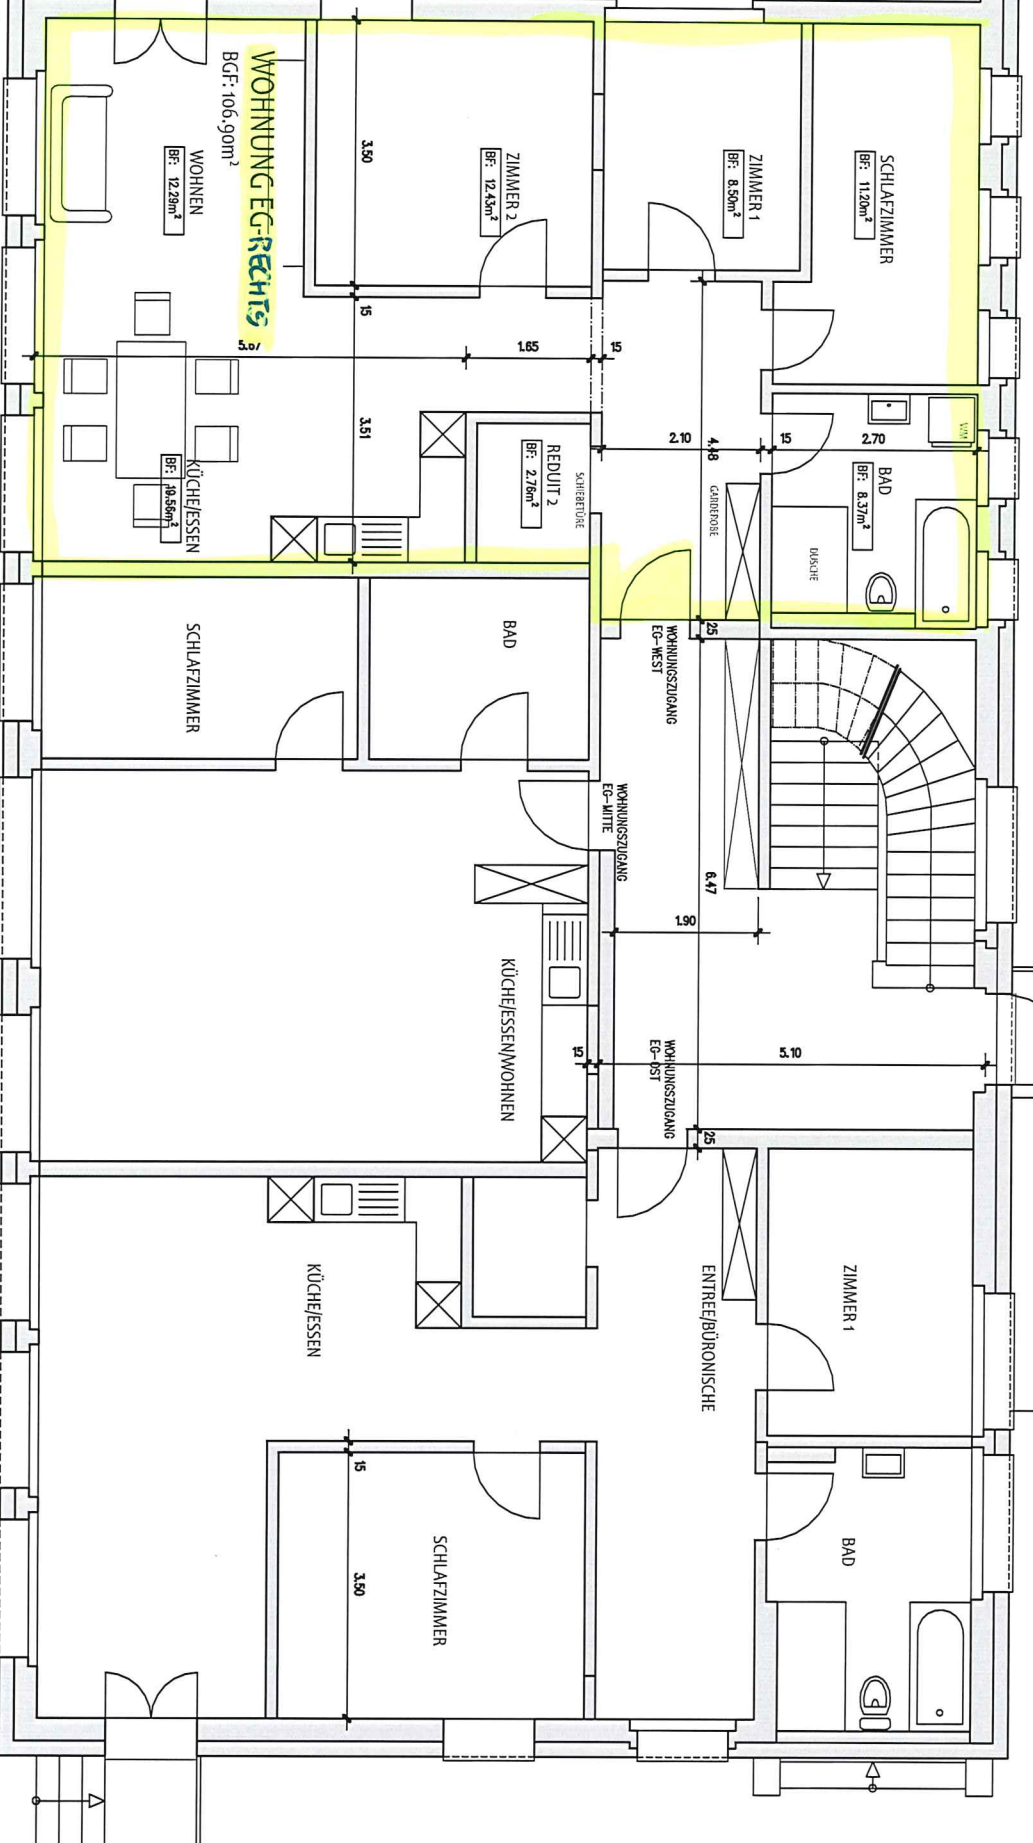 WOHNUNG EG-RECHTS
BGF: 106.90m²
WOHNEN
BF: 12.29m²
ZIMMER 2
BF: 12.43m²
ZIMMER 1
BF: 8.50m²
SCHLAFZIMMER
BF: 11.20m²
3.50
15
5.67
1.65
15
3.51
KÜCHE/ESSEN
BF: 19.56m²
REDUIT 2
BF: 2.76m²
SCHIEBETÜRE
2.10
4.48
15
2.70
GARDEROBE
WM
BAD
BF: 8.37m²
DUSCHE
25
WOHNUNGSZUGANG
EG-WEST
SCHLAFZIMMER
BAD
WOHNUNGSZUGANG
EG-MITTE
6.47
1.90
KÜCHE/ESSEN/WOHNEN
15
5.10
WOHNUNGSZUGANG
EG-OST
25
KÜCHE/ESSEN
ENTREE/BÜRONISCHE
ZIMMER 1
15
3.50
SCHLAFZIMMER
BAD